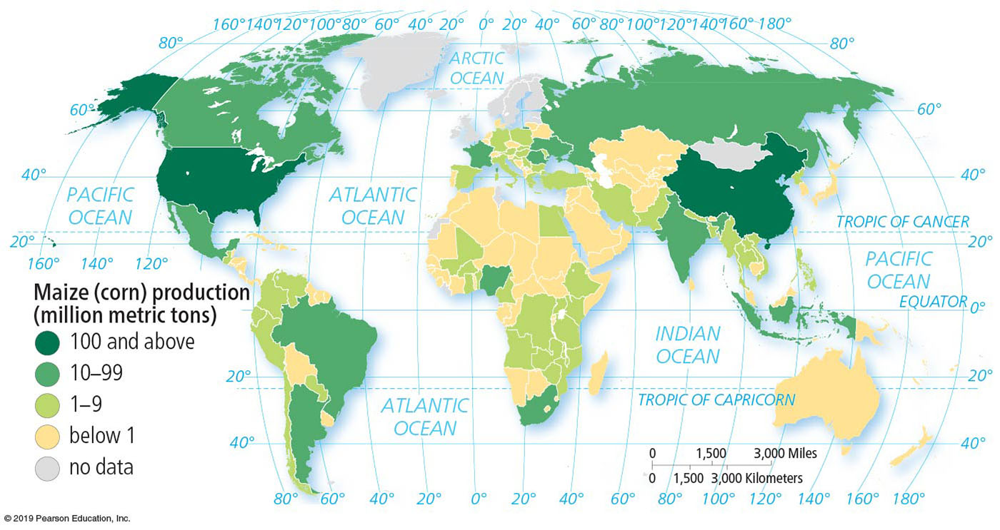 160° 140° 120° 100° 80° 60° 40° 20° 0° 20° 40° 60° 80° 100° 120° 140° 160° 180°
80° 80°
ARCTIC
OCEAN
60° 60°
40° 40°
PACIFIC
OCEAN
ATLANTIC
OCEAN
TROPIC OF CANCER
20° 20°
160° 140° 120°
PACIFIC
OCEAN
EQUATOR 0°
Maize (corn) production
(million metric tons)
100 and above
10–99
1–9
below 1
no data
INDIAN
OCEAN
20° 20°
TROPIC OF CAPRICORN
ATLANTIC
OCEAN
40° 40°
0 1,500 3,000 Miles
0 1,500 3,000 Kilometers
80° 60° 40° 20° 0° 20° 40° 60° 80° 100° 120° 140° 160° 180°
© 2019 Pearson Education, Inc.